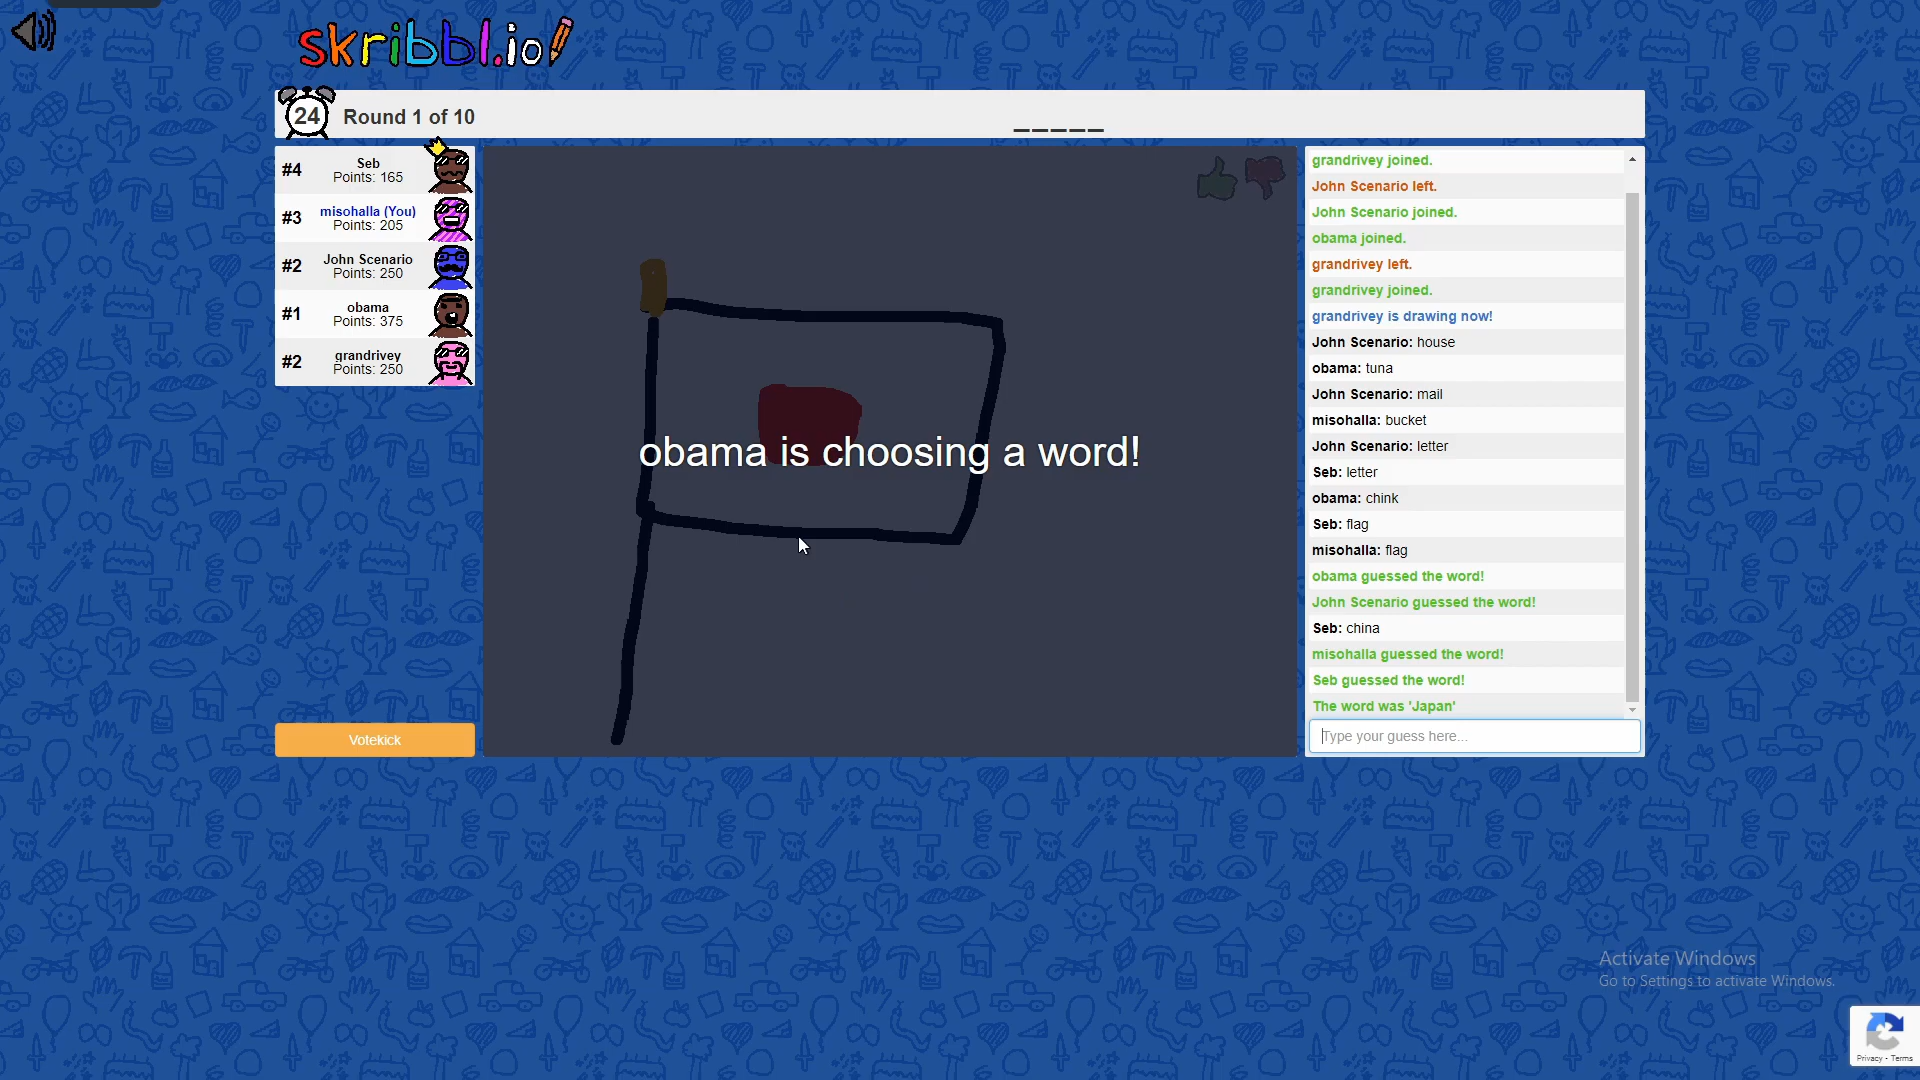 skribbl.io
24
Round 1 of 10
_____
#4
Seb
Points: 165
#3
misohalla (You)
Points: 205
#2
John Scenario
Points: 250
#1
obama
Points: 375
#2
grandrivey
Points: 250
Votekick
obama is choosing a word!
grandrivey joined.
John Scenario left.
John Scenario joined.
obama joined.
grandrivey left.
grandrivey joined.
grandrivey is drawing now!
John Scenario: house
obama: tuna
John Scenario: mail
misohalla: bucket
John Scenario: letter
Seb: letter
obama: chink
Seb: flag
misohalla: flag
obama guessed the word!
John Scenario guessed the word!
Seb: china
misohalla guessed the word!
Seb guessed the word!
The word was 'Japan'
Type your guess here...
Activate Windows
Go to Settings to activate Windows.
Privacy - Terms